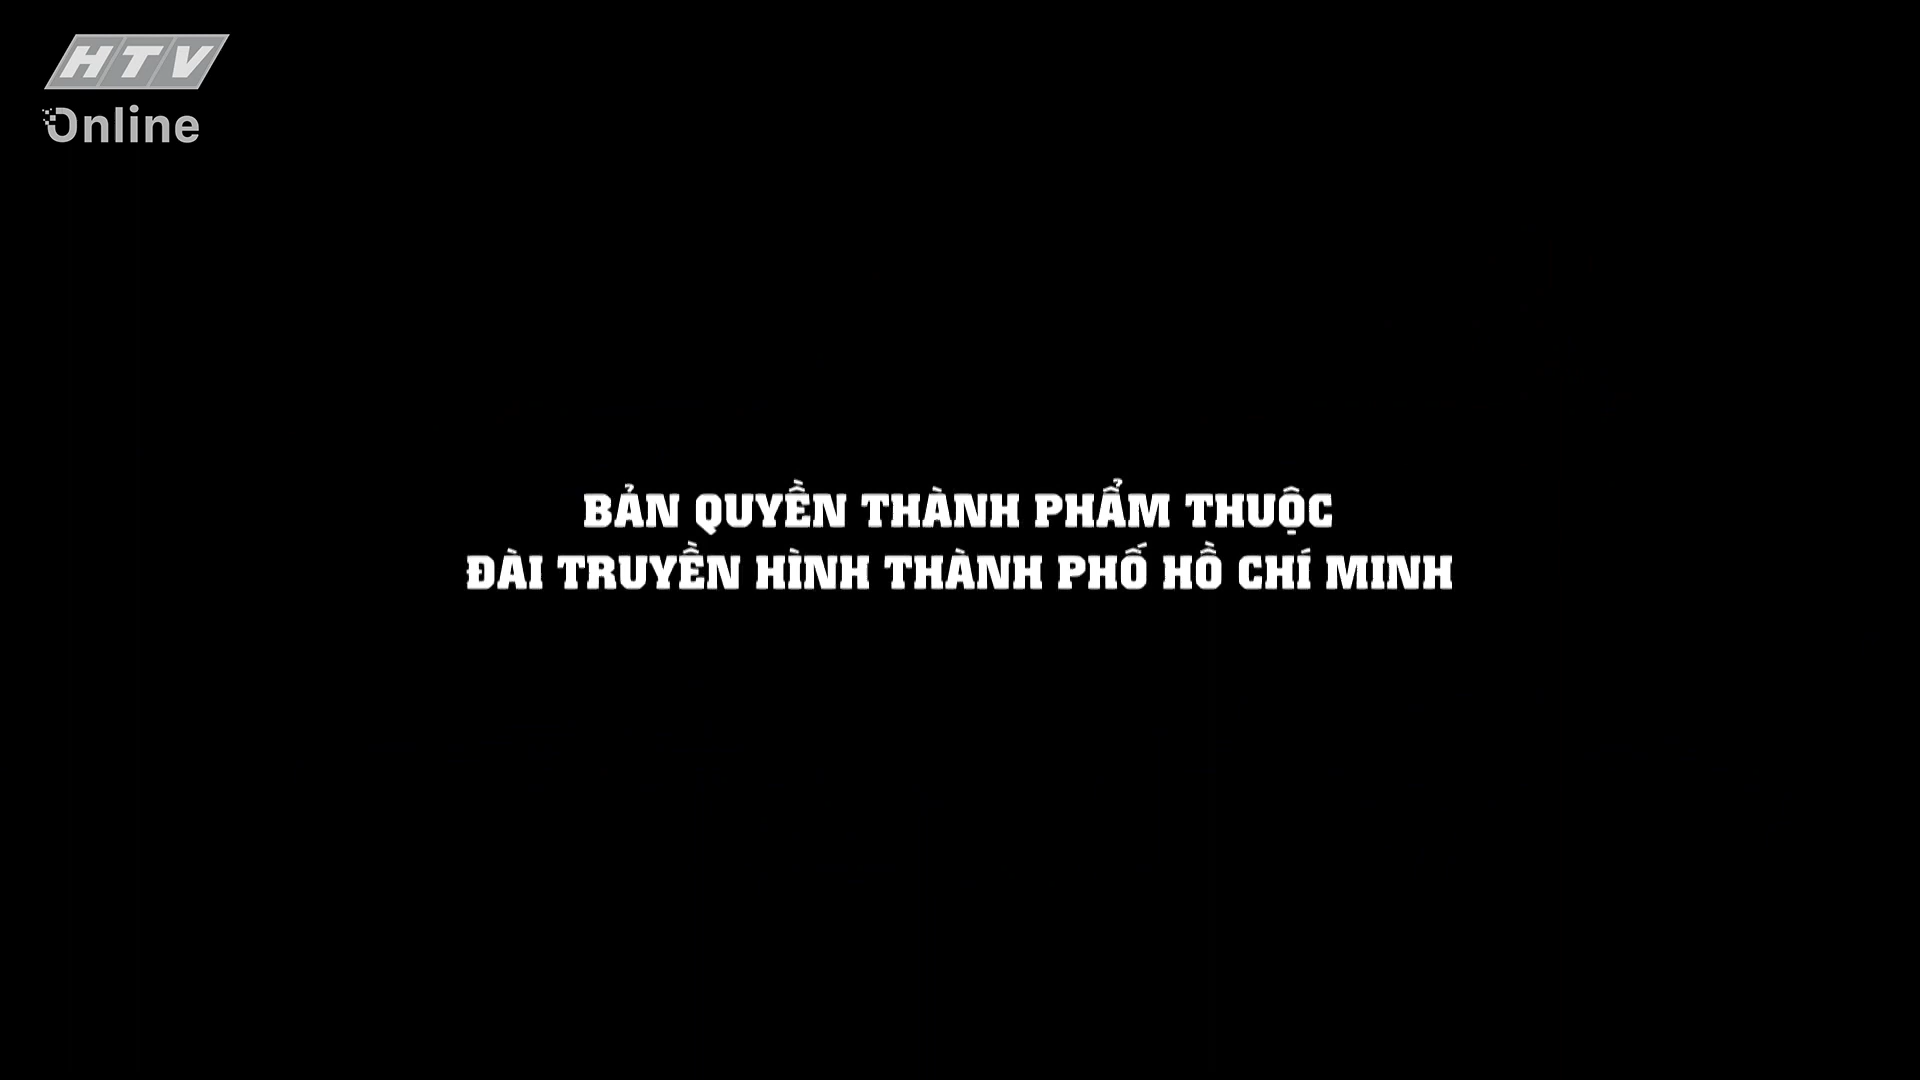 HTV
Online
BẢN QUYỀN THÀNH PHẨM THUỘC
ĐÀI TRUYỀN HÌNH THÀNH PHỐ HỒ CHÍ MINH